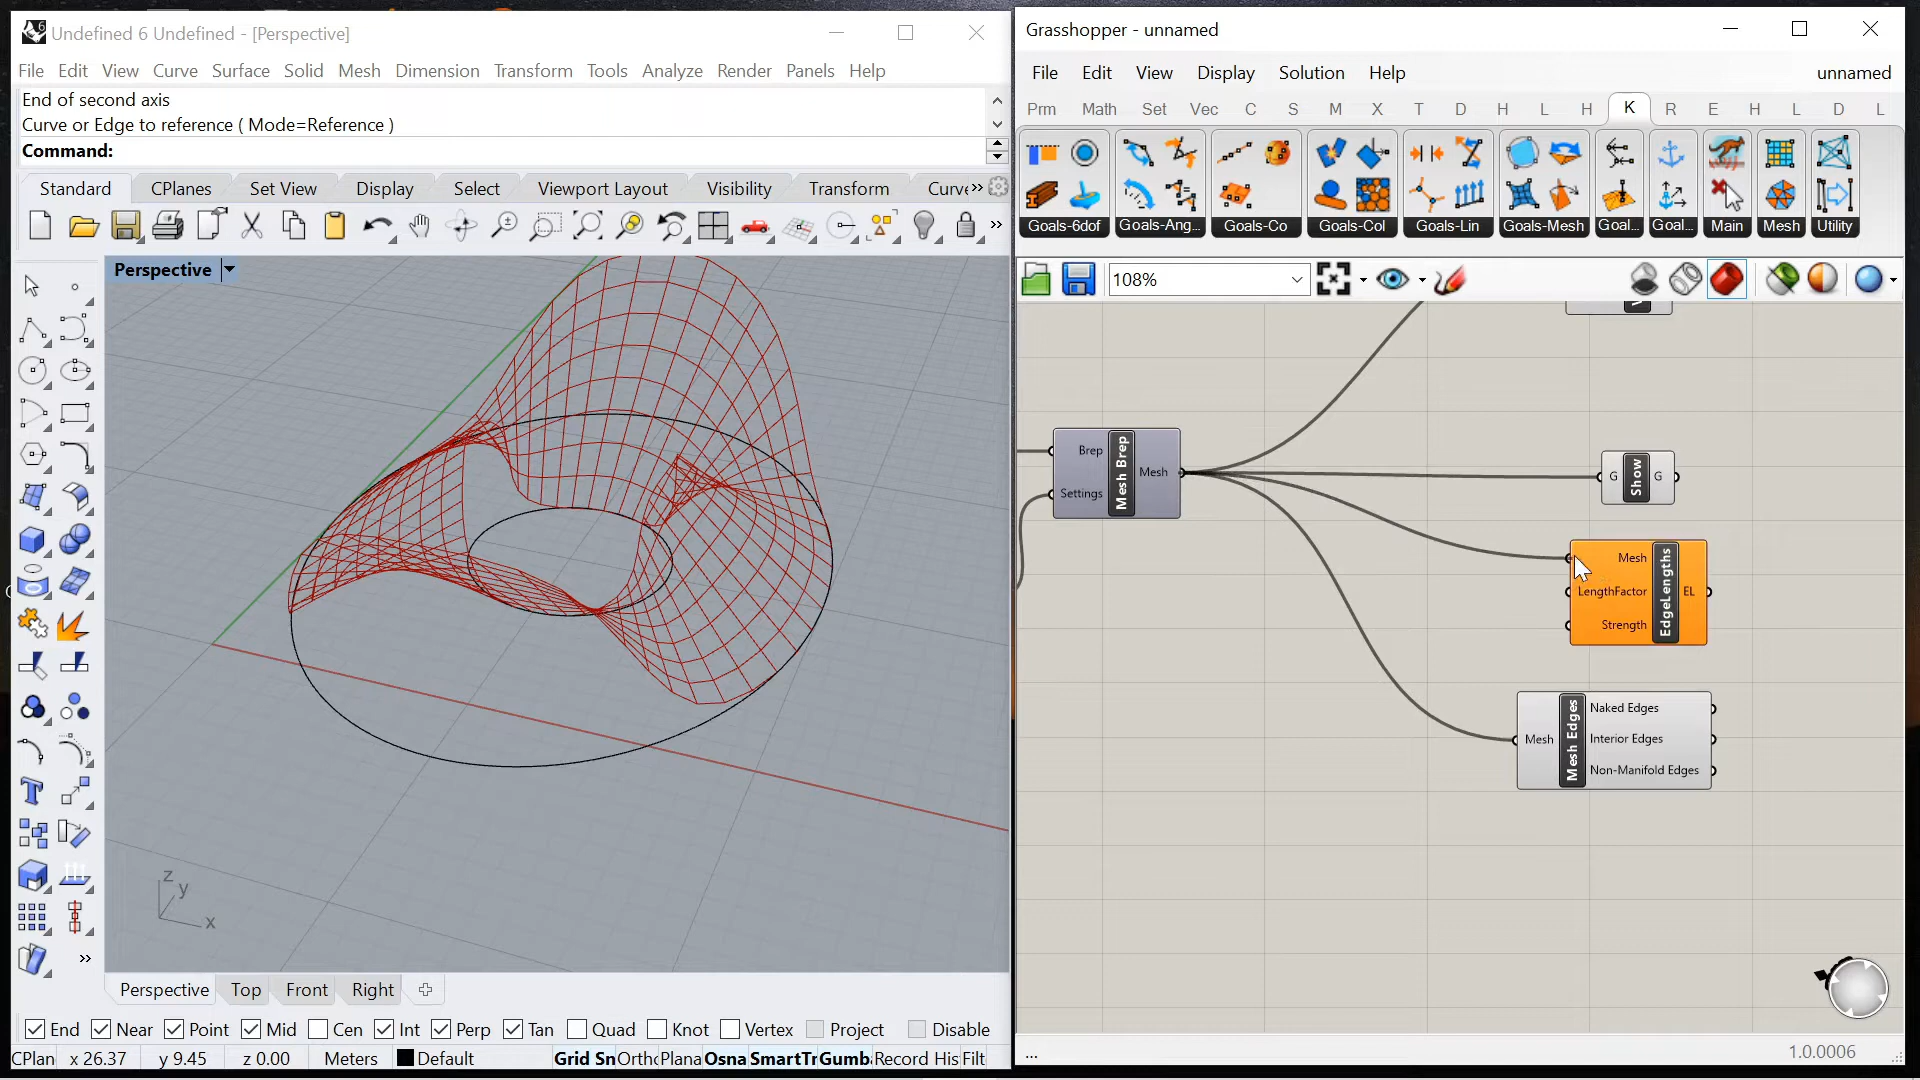 Undefined 6 Undefined - [Perspective]
File Edit View Curve Surface Solid Mesh Dimension Transform Tools Analyze Render Panels Help
End of second axis
Curve or Edge to reference ( Mode=Reference )
Command:
Standard CPlanes Set View Display Select Viewport Layout Visibility Transform Curve »
»
Perspective
z
y
x
»
Perspective Top Front Right
End Near Point Mid Cen Int Perp Tan Quad Knot Vertex Project Disable
CPlan x 26.37 y 9.45 z 0.00 Meters Default Grid Sn Ortho Plana Osna SmartTr Gumba Record His Filt
Grasshopper - unnamed
File Edit View Display Solution Help unnamed
Prm Math Set Vec C S M X T D H L H K R E H L D L
Goals-6dof Goals-Ang... Goals-Co Goals-Col Goals-Lin Goals-Mesh Goal... Goal... Main Mesh Utility
108%
Brep
Settings
Mesh Brep
Mesh
G Show G
Mesh
LengthFactor
Strength
EdgeLengths
EL
Mesh
Mesh Edges
Naked Edges
Interior Edges
Non-Manifold Edges
...
1.0.0006